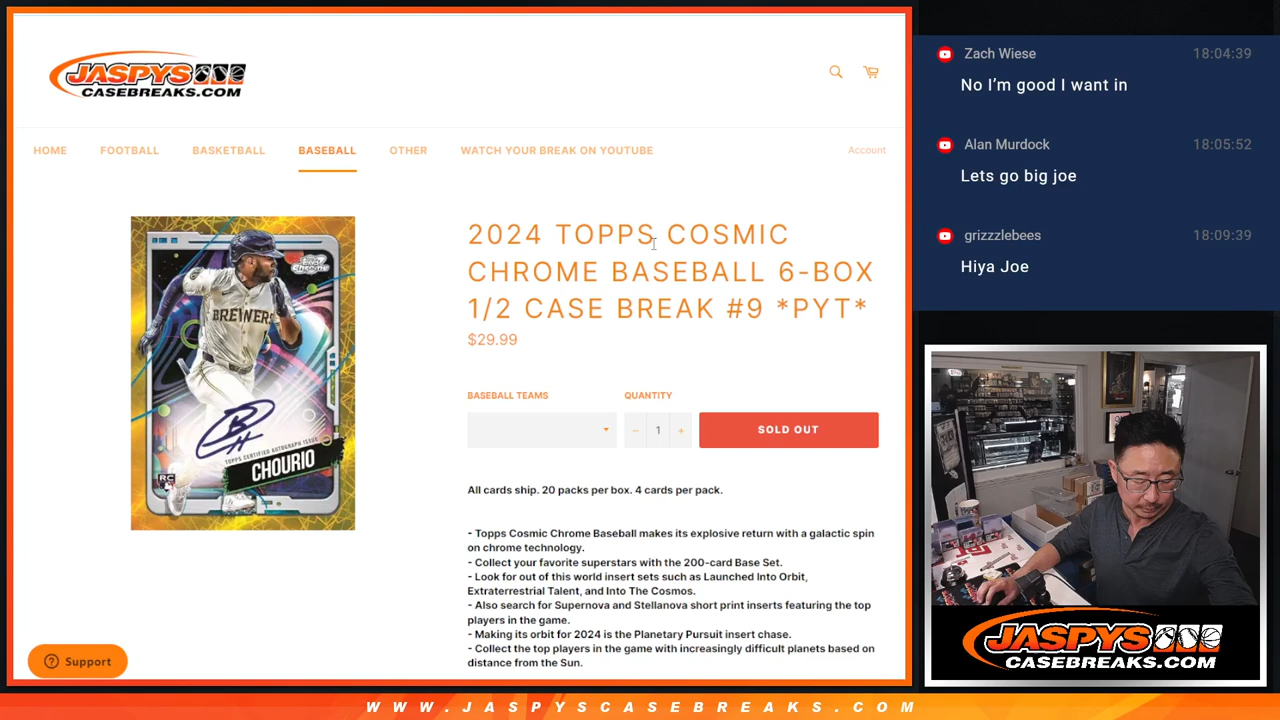 JASPYS
CASEBREAKS.COM
HOME FOOTBALL BASKETBALL BASEBALL OTHER WATCH YOUR BREAK ON YOUTUBE Account
2024 TOPPS COSMIC
CHROME BASEBALL 6-BOX
1/2 CASE BREAK #9 *PYT*
$29.99
BASEBALL TEAMS QUANTITY
− 1 + SOLD OUT
All cards ship. 20 packs per box. 4 cards per pack.
- Topps Cosmic Chrome Baseball makes its explosive return with a galactic spin
on chrome technology.
- Collect your favorite superstars with the 200-card Base Set.
- Look for out of this world insert sets such as Launched Into Orbit,
Extraterrestrial Talent, and Into The Cosmos.
- Also search for Supernova and Stellanova short print inserts featuring the top
players in the game.
- Making its orbit for 2024 is the Planetary Pursuit insert chase.
- Collect the top players in the game with increasingly difficult planets based on
distance from the Sun.
BREWERS
TOPPS CERTIFIED AUTOGRAPH ISSUE
CHOURIO
RC
Support
Zach Wiese 18:04:39
No I'm good I want in
Alan Murdock 18:05:52
Lets go big joe
grizzzlebees 18:09:39
Hiya Joe
JASPYS
CASEBREAKS.COM
WWW.JASPYSCASEBREAKS.COM